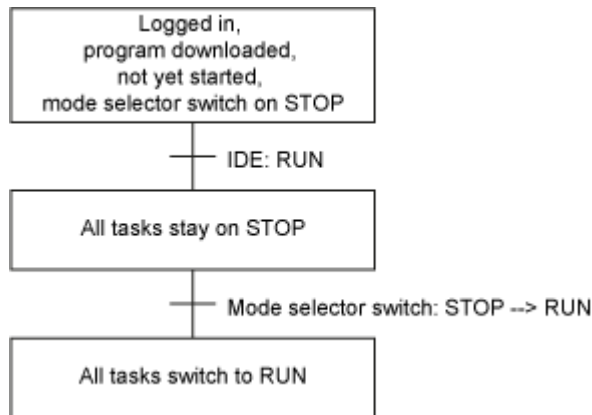 Logged in,
program downloaded,
not yet started,
mode selector switch on STOP
IDE: RUN
All tasks stay on STOP
Mode selector switch: STOP --> RUN
All tasks switch to RUN